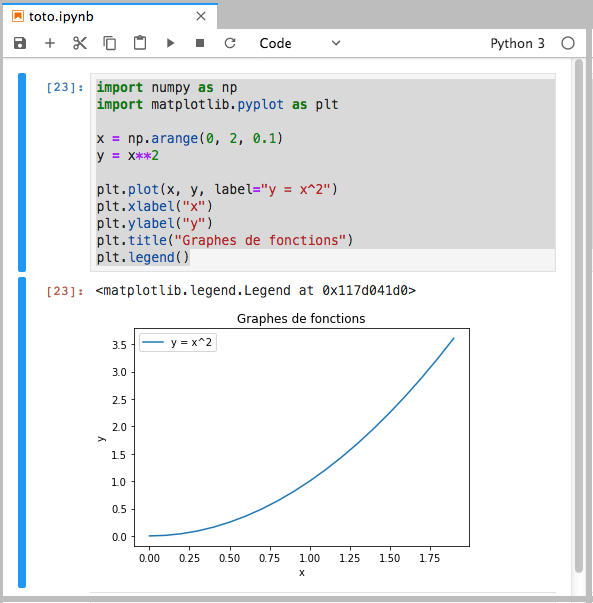 toto.ipynb
Code
Python 3
[23]:
import numpy as np
import matplotlib.pyplot as plt
x = np.arange(0, 2, 0.1)
y = x**2
plt.plot(x, y, label="y = x^2")
plt.xlabel("x")
plt.ylabel("y")
plt.title("Graphes de fonctions")
plt.legend()
[23]:
<matplotlib.legend.Legend at 0x117d041d0>
Graphes de fonctions
y = x^2
3.5
3.0
2.5
2.0
1.5
1.0
0.5
0.0
y
0.00 0.25 0.50 0.75 1.00 1.25 1.50 1.75
x